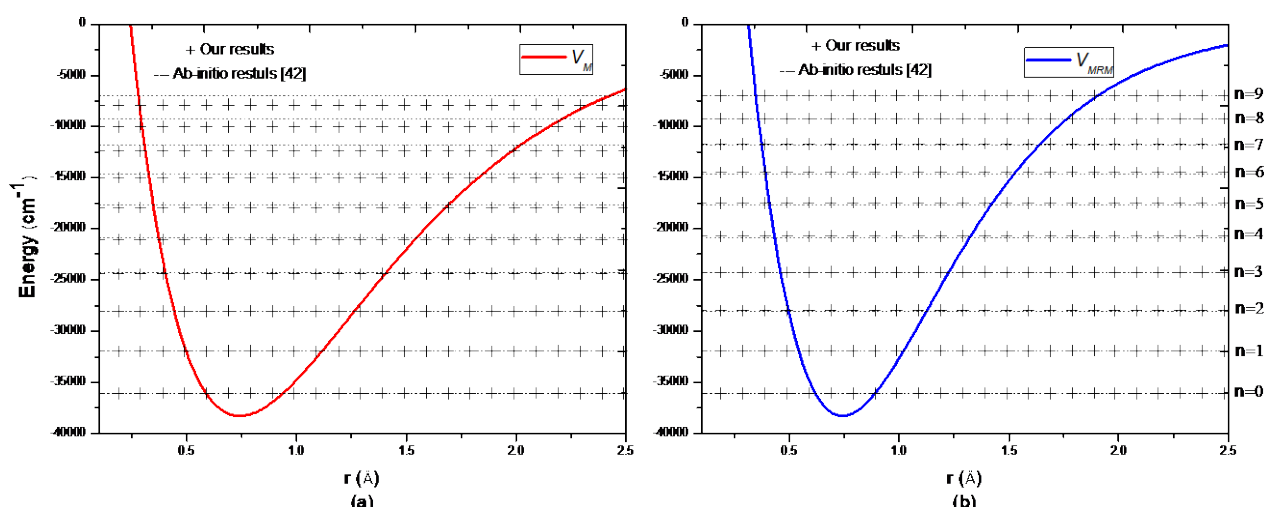 0
-5000
-10000
-15000
-20000
-25000
-30000
-35000
-40000
Energy (cm⁻¹)
+ Our results
--- Ab-initio restuls [42]
V_M
0.5 1.0 1.5 2.0 2.5
r (Å)
(a)
0
-5000
-10000
-15000
-20000
-25000
-30000
-35000
-40000
+ Our results
--- Ab-initio restuls [42]
V_MRM
n=9
n=8
n=7
n=6
n=5
n=4
n=3
n=2
n=1
n=0
0.5 1.0 1.5 2.0 2.5
r (Å)
(b)